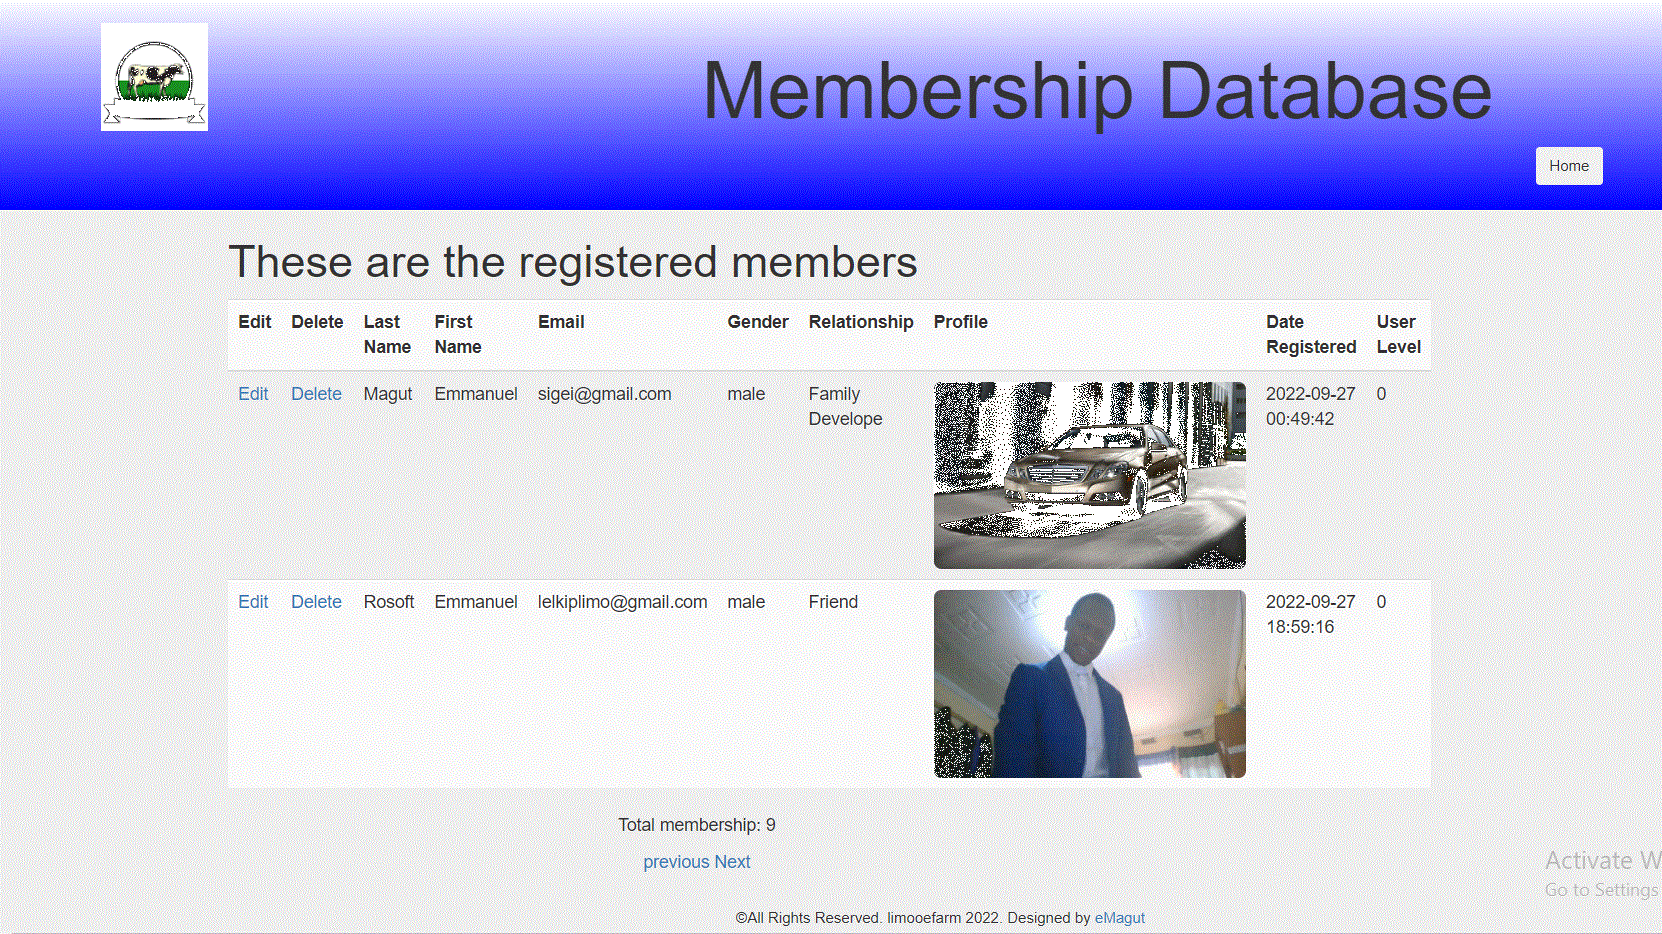 Membership Database
Home
These are the registered members
Edit Delete Last Name First Name Email Gender Relationship Profile Date Registered User Level
Edit Delete Magut Emmanuel sigei@gmail.com male Family Develope 2022-09-27 00:49:42 0
Edit Delete Rosoft Emmanuel lelkiplimo@gmail.com male Friend 2022-09-27 18:59:16 0
Total membership: 9
previous Next
Activate W
Go to Settings
©All Rights Reserved. limooefarm 2022. Designed by eMagut